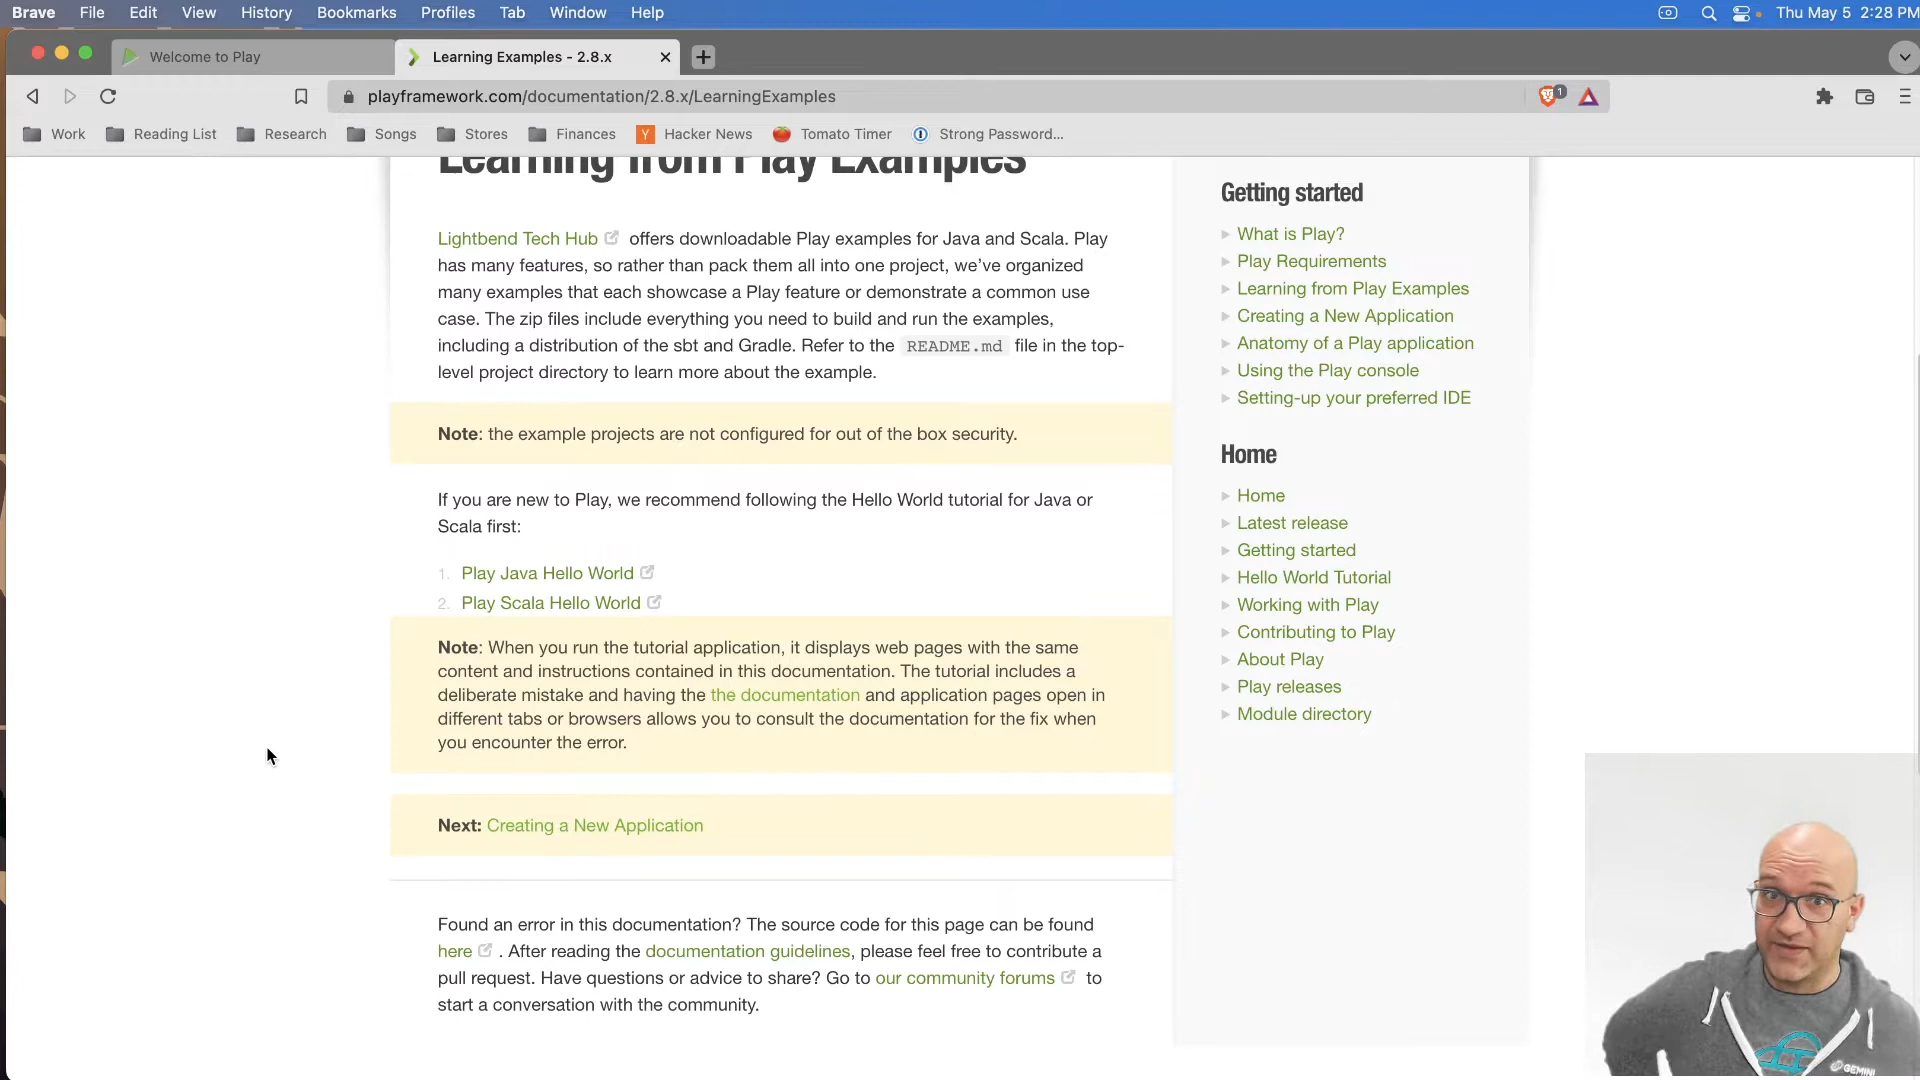 Brave File Edit View History Bookmarks Profiles Tab Window Help Thu May 5 2:28 PM
Welcome to Play Learning Examples - 2.8.x
playframework.com/documentation/2.8.x/LearningExamples 1
Work Reading List Research Songs Stores Finances Y Hacker News Tomato Timer Strong Password...
Learning from Play Examples
Lightbend Tech Hub offers downloadable Play examples for Java and Scala. Play
has many features, so rather than pack them all into one project, we’ve organized
many examples that each showcase a Play feature or demonstrate a common use
case. The zip files include everything you need to build and run the examples,
including a distribution of the sbt and Gradle. Refer to the README.md file in the top-
level project directory to learn more about the example.
Note: the example projects are not configured for out of the box security.
If you are new to Play, we recommend following the Hello World tutorial for Java or
Scala first:
1. Play Java Hello World
2. Play Scala Hello World
Note: When you run the tutorial application, it displays web pages with the same
content and instructions contained in this documentation. The tutorial includes a
deliberate mistake and having the the documentation and application pages open in
different tabs or browsers allows you to consult the documentation for the fix when
you encounter the error.
Next: Creating a New Application
Found an error in this documentation? The source code for this page can be found
here . After reading the documentation guidelines, please feel free to contribute a
pull request. Have questions or advice to share? Go to our community forums to
start a conversation with the community.
Getting started
What is Play?
Play Requirements
Learning from Play Examples
Creating a New Application
Anatomy of a Play application
Using the Play console
Setting-up your preferred IDE
Home
Home
Latest release
Getting started
Hello World Tutorial
Working with Play
Contributing to Play
About Play
Play releases
Module directory
GEMINI